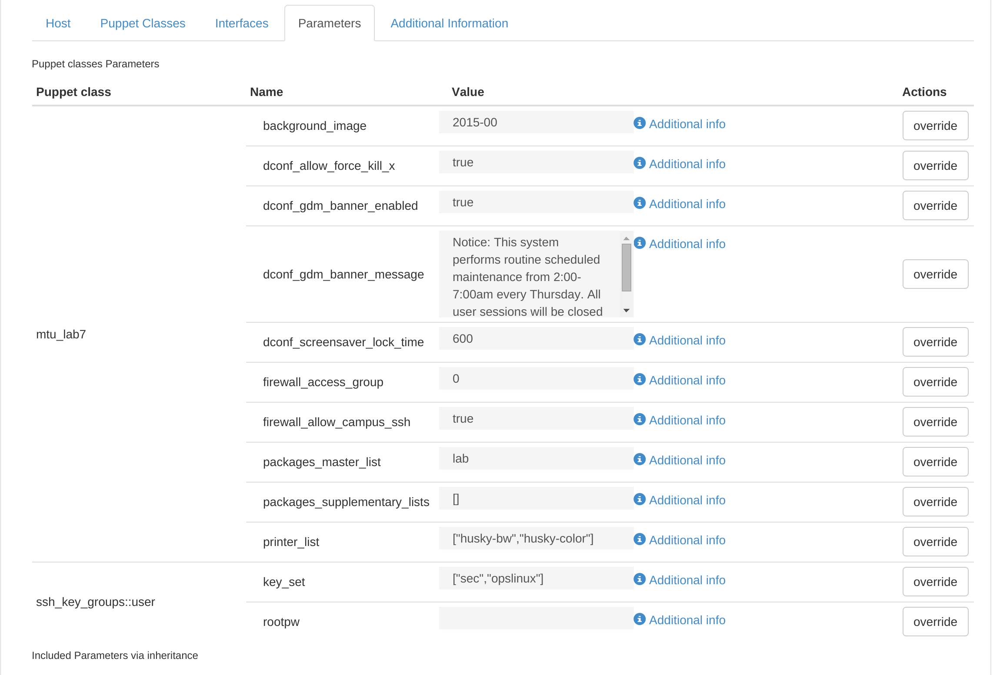 Host Puppet Classes Interfaces Parameters Additional Information
Puppet classes Parameters
Puppet class Name Value Actions
background_image 2015-00 Additional info override
dconf_allow_force_kill_x true Additional info override
dconf_gdm_banner_enabled true Additional info override
dconf_gdm_banner_message Notice: This system Additional info override
performs routine scheduled
maintenance from 2:00-
7:00am every Thursday. All
user sessions will be closed
mtu_lab7
dconf_screensaver_lock_time 600 Additional info override
firewall_access_group 0 Additional info override
firewall_allow_campus_ssh true Additional info override
packages_master_list lab Additional info override
packages_supplementary_lists [] Additional info override
printer_list ["husky-bw","husky-color"] Additional info override
ssh_key_groups::user
key_set ["sec","opslinux"] Additional info override
rootpw Additional info override
Included Parameters via inheritance